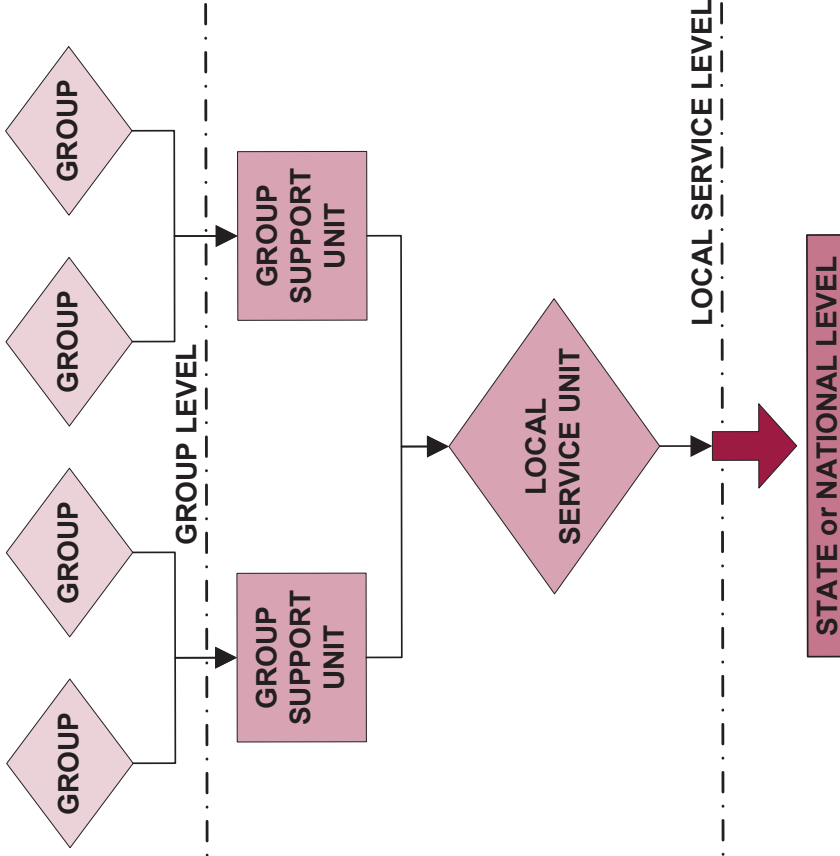 GROUP
GROUP
GROUP
GROUP
GROUP LEVEL
GROUP
SUPPORT
UNIT
GROUP
SUPPORT
UNIT
LOCAL
SERVICE UNIT
LOCAL SERVICE LEVEL
STATE or NATIONAL LEVEL